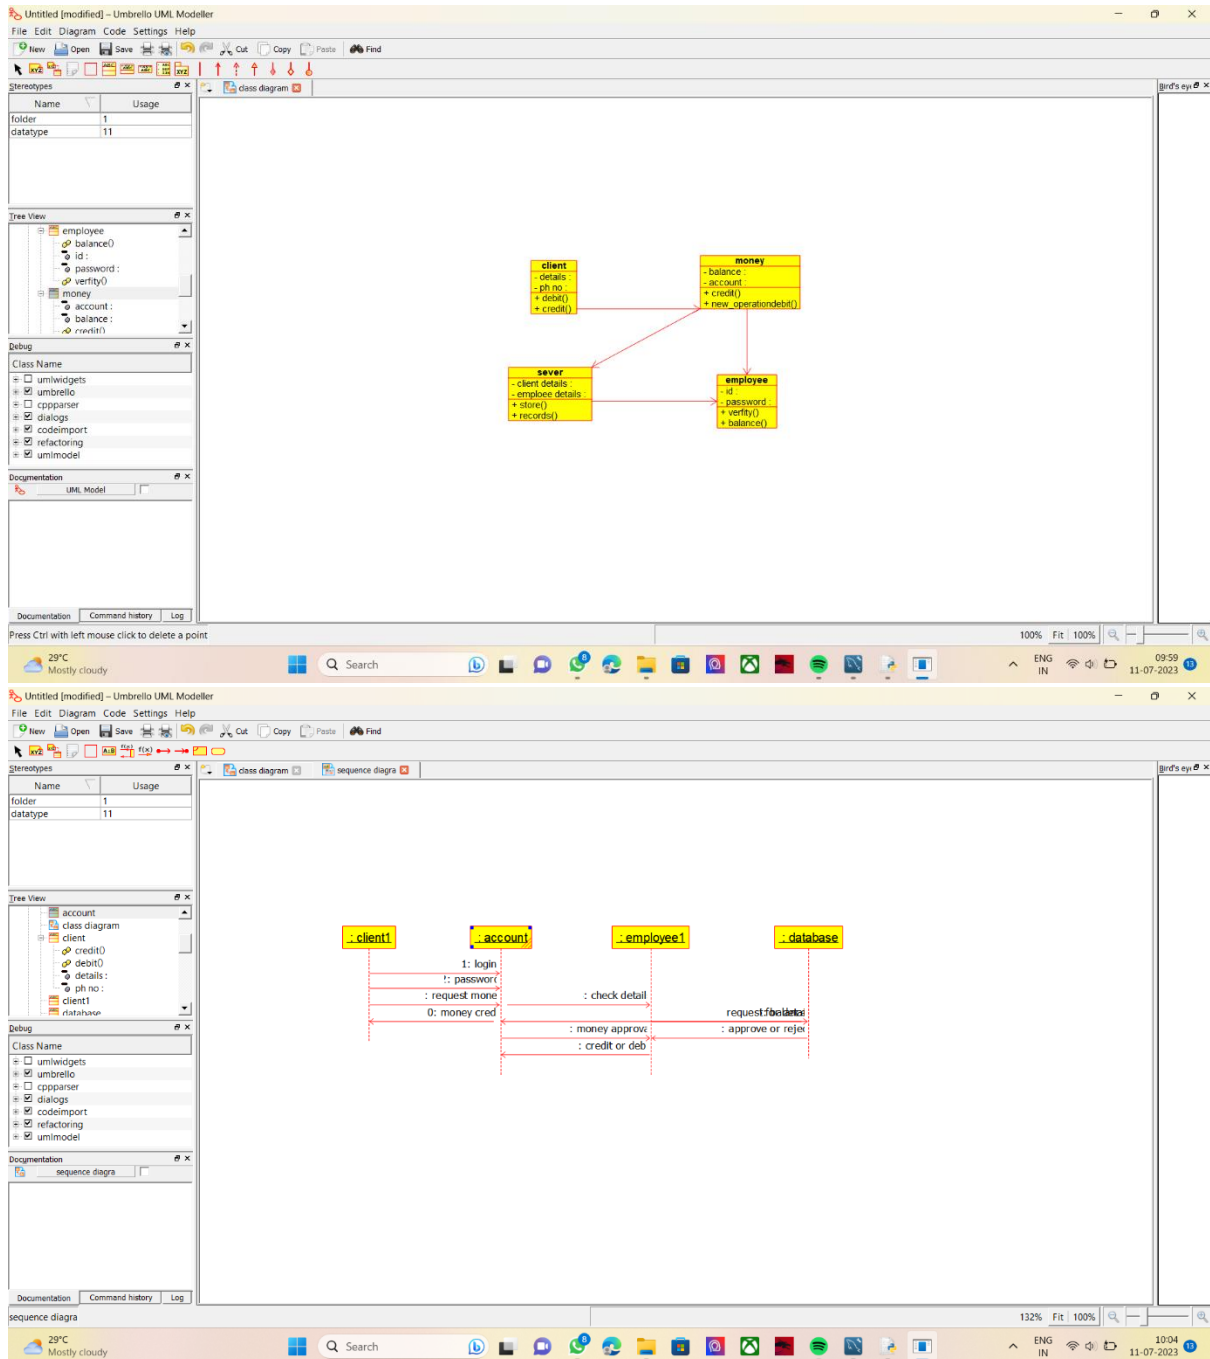 Untitled [modified] – Umbrello UML Modeller
File Edit Diagram Code Settings Help
New Open Save Cut Copy Paste Find
Stereotypes
class diagram
Bird's eye
Name Usage
folder 1
datatype 11
Tree View
employee
balance()
id :
password :
verfity()
money
account :
balance :
credit()
client
- details :
- ph no :
+ debit()
+ credit()
money
- balance :
- account :
+ credit()
+ new_operationdebit()
sever
- client details :
- emploee details :
+ store()
+ records()
employee
- id :
- password :
+ verfity()
+ balance()
Debug
Class Name
umlwidgets
umbrello
cppparser
dialogs
codeimport
refactoring
umlmodel
Documentation
UML Model
Documentation Command history Log
Press Ctrl with left mouse click to delete a point
100% Fit 100%
29°C
Mostly cloudy
Search
ENG
IN
09:59
11-07-2023
13
Untitled [modified] – Umbrello UML Modeller
File Edit Diagram Code Settings Help
New Open Save Cut Copy Paste Find
Stereotypes
class diagram sequence diagra
Bird's eye
Name Usage
folder 1
datatype 11
Tree View
account
class diagram
client
credit()
debit()
details :
ph no :
client1
database
: client1 : account : employee1 : database
1: login
: password
: request mone
: check detail
0: money cred
: money approva
: approve or rejec
: credit or deb
Debug
Class Name
umlwidgets
umbrello
cppparser
dialogs
codeimport
refactoring
umlmodel
Documentation
sequence diagra
Documentation Command history Log
sequence diagra
132% Fit 100%
29°C
Mostly cloudy
Search
ENG
IN
10:04
11-07-2023
13